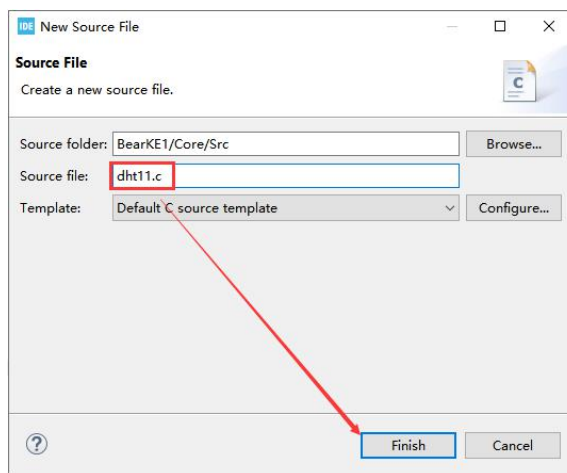 IDE New Source File
Source File
Create a new source file.
C
Source folder: BearKE1/Core/Src Browse...
Source file: dht11.c
Template: Default C source template Configure...
? Finish Cancel